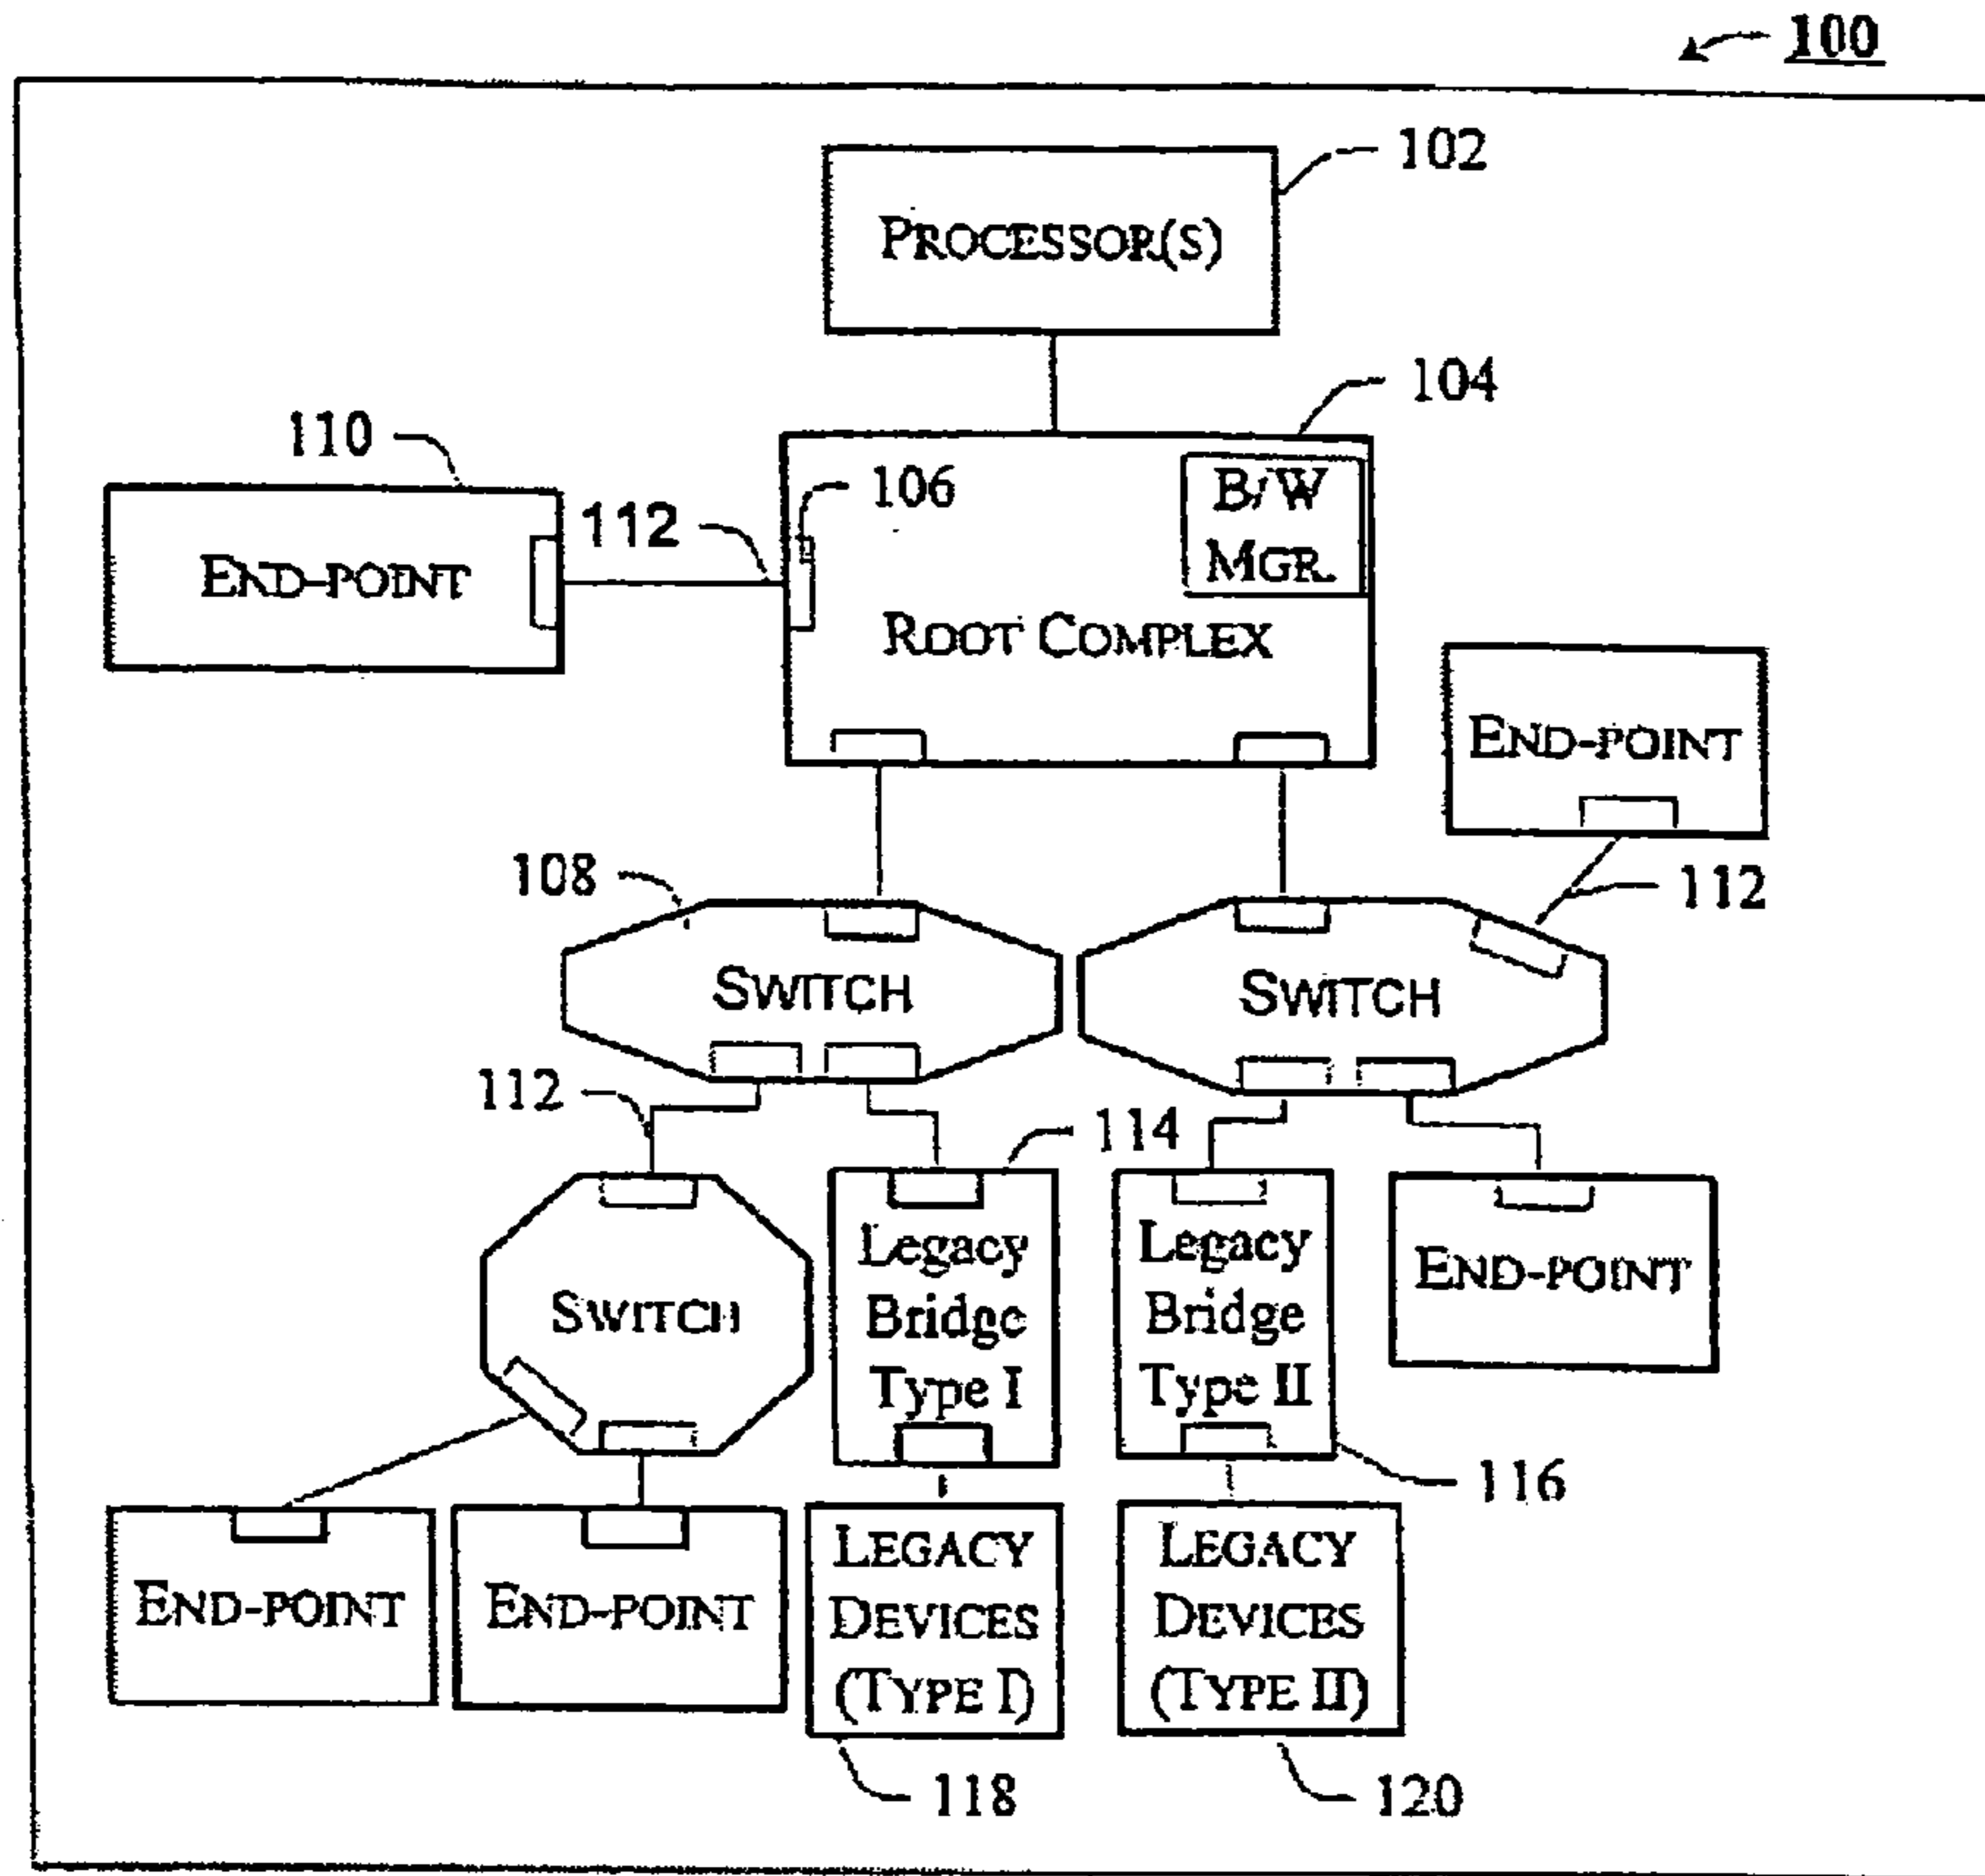 100
102
PROCESSOR(S)
104
110
106
B/W
MGR.
112
END-POINT
ROOT COMPLEX
END-POINT
108
112
SWITCH
SWITCH
112
114
Legacy
Bridge
Type I
Legacy
Bridge
Type II
END-POINT
SWITCH
116
END-POINT
END-POINT
LEGACY
DEVICES
(TYPE I)
LEGACY
DEVICES
(TYPE II)
118
120